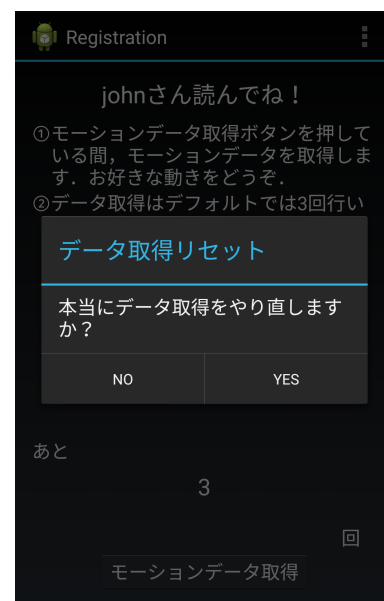 Registration
johnさん読んでね！
①モーションデータ取得ボタンを押して
いる間，モーションデータを取得しま
す．お好きな動きをどうぞ．
②データ取得はデフォルトでは3回行い
データ取得リセット
本当にデータ取得をやり直します
か？
NO YES
あと
3
回
モーションデータ取得